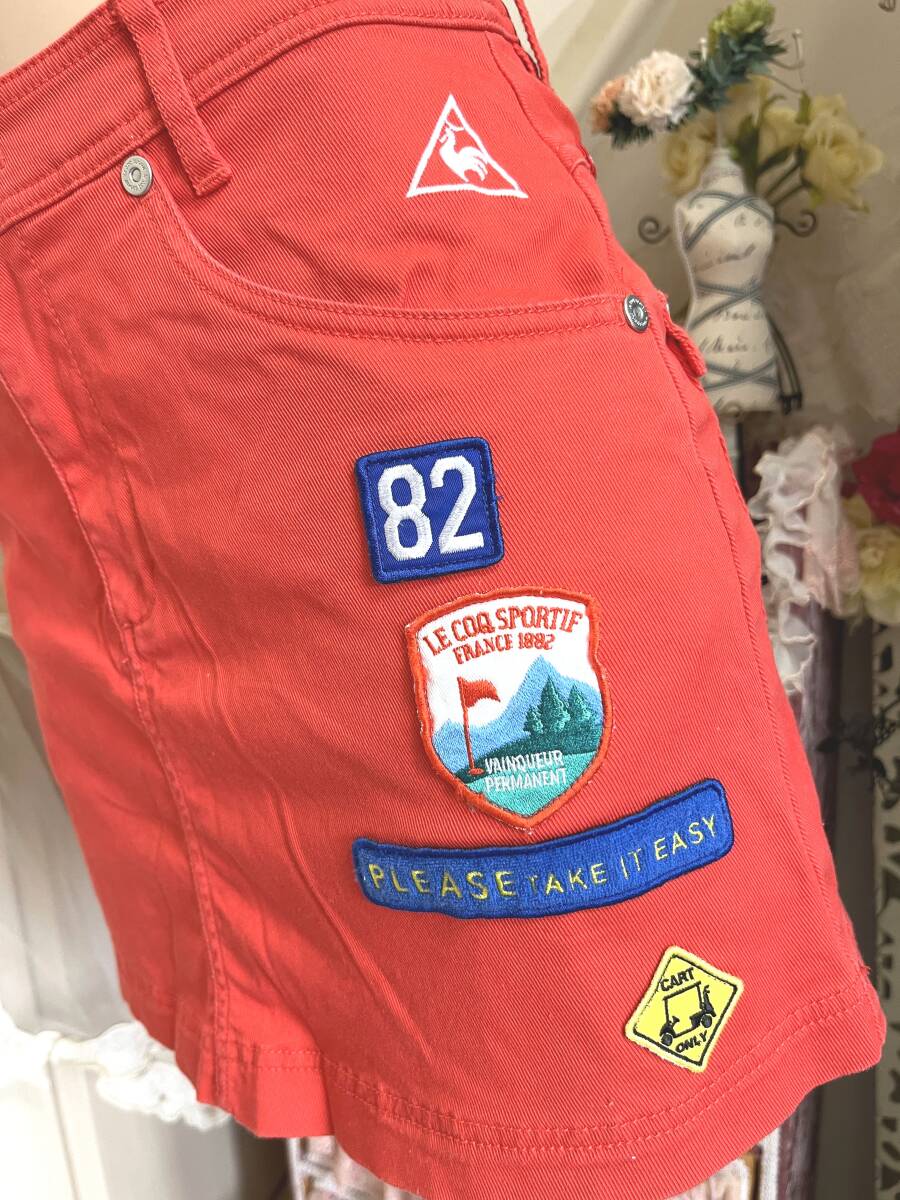 82
LE COQ SPORTIF
FRANCE 1882
VAINQUEUR
PERMANENT
PLEASE TAKE IT EASY
CART
ONLY